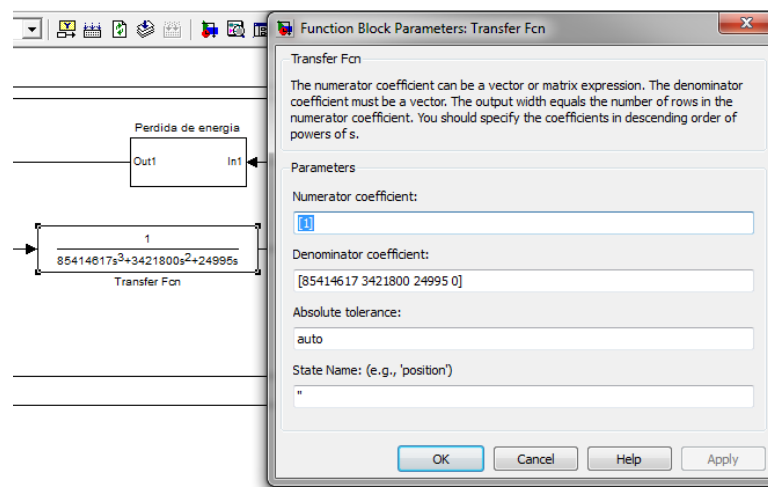 Function Block Parameters: Transfer Fcn
Transfer Fcn
The numerator coefficient can be a vector or matrix expression. The denominator
coefficient must be a vector. The output width equals the number of rows in the
numerator coefficient. You should specify the coefficients in descending order of
powers of s.
Parameters
Numerator coefficient:
[1]
Denominator coefficient:
[85414617 3421800 24995 0]
Absolute tolerance:
auto
State Name: (e.g., 'position')
''
OK
Cancel
Help
Apply
Perdida de energia
Out1
In1
1
85414617s³+3421800s²+24995s
Transfer Fcn